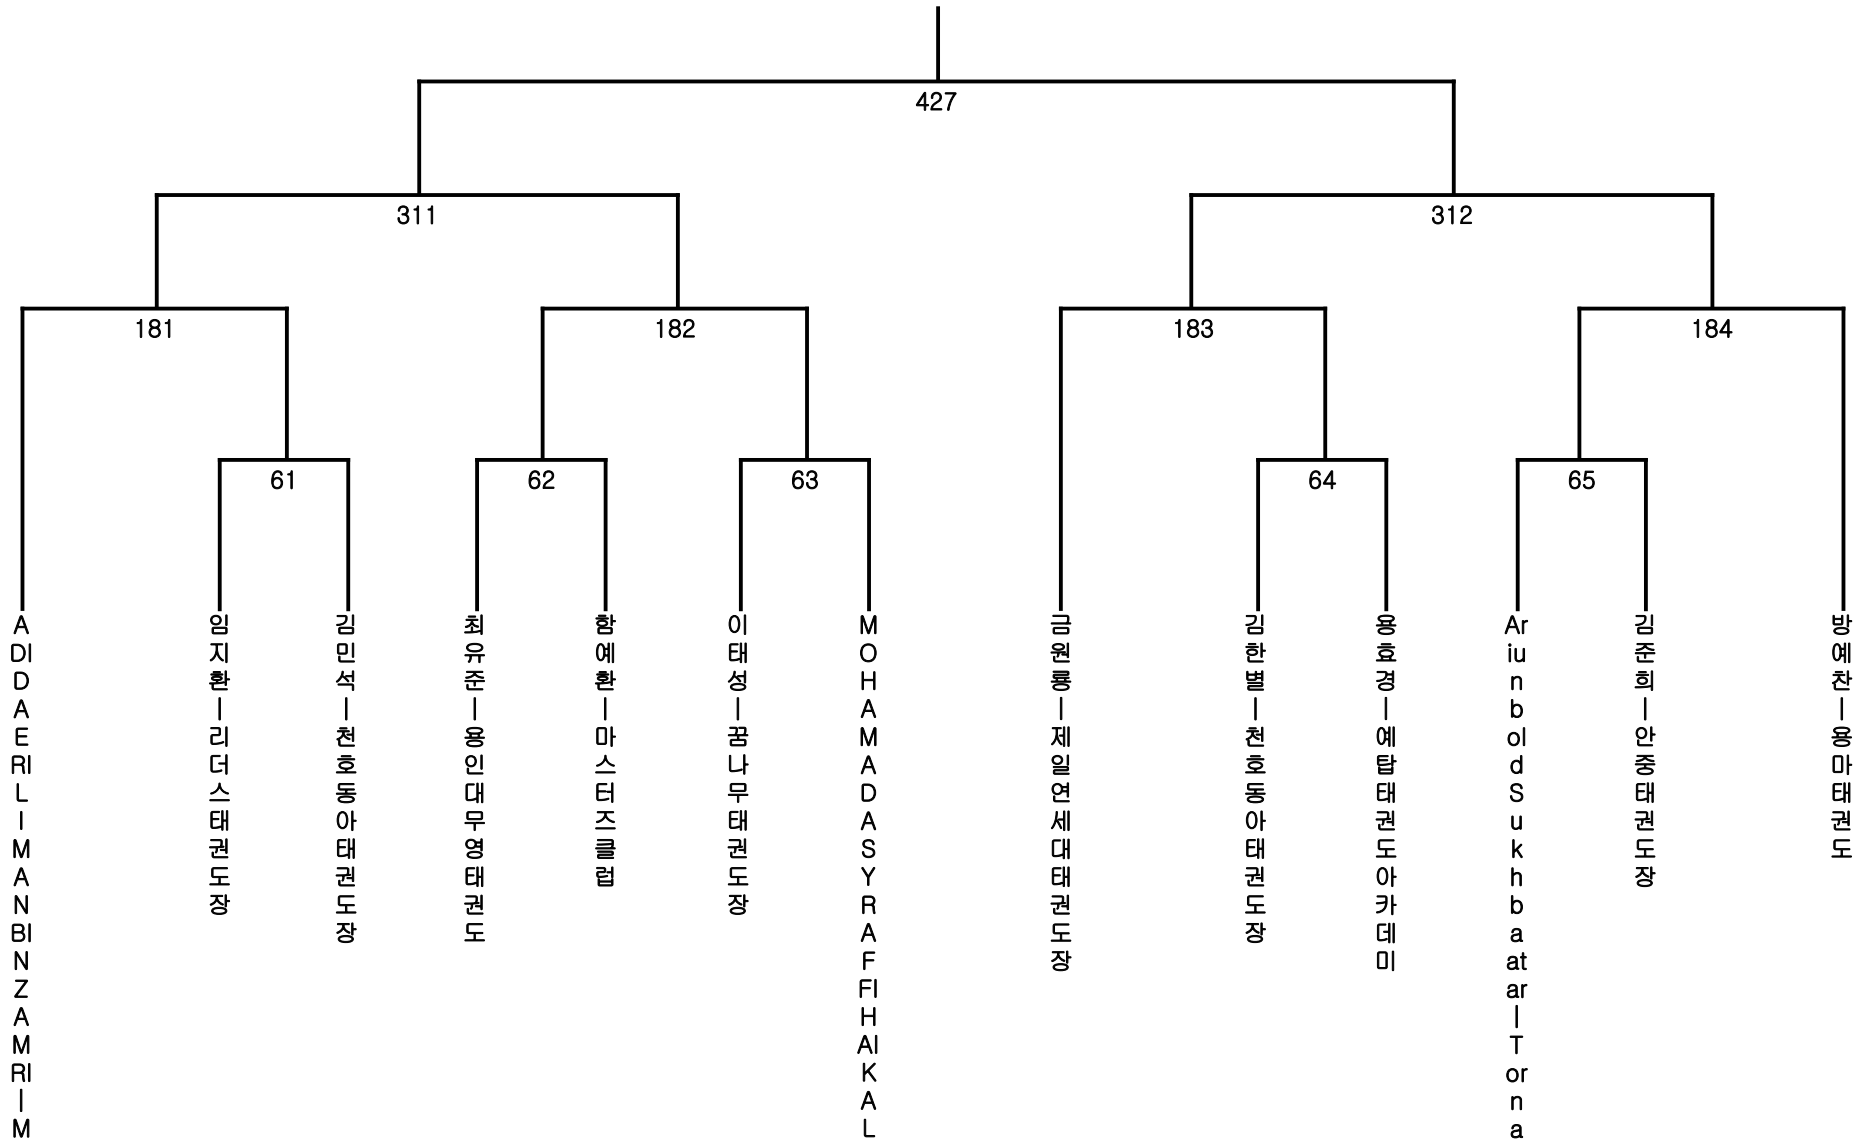 427
311
312
181
182
183
184
61
62
63
64
65
ADIDAERILIMANBINZAMRI-M
임지환-리더스태권도장
김민석-천호동아태권도장
최유준-용인대무영태권도
함예환-마스터즈클럽
이태성-꿈나무태권도장
MOHAMADASYRAFFIHAIKAL
금원룡-제일연세대태권도장
김한별-천호동아태권도장
용효경-예탑태권도아카데미
AriunboldSukhbaatar-Torna
김준희-안중태권도장
방예찬-용마태권도